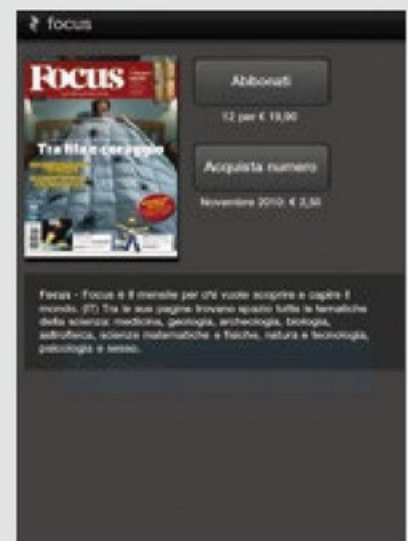 focus
FOCUS
Tra fifa e coraggio
Abbonati
12 per € 19,90
Acquista numero
Novembre 2010: € 2,50
Focus - Focus è il mensile per chi vuole scoprire e capire il
mondo. (IT) Tra le sue pagine trovano spazio tutte le tematiche
della scienza: medicina, geologia, archeologia, biologia,
astrofisica, scienze matematiche e fisiche, natura e tecnologia,
psicologia e sesso.